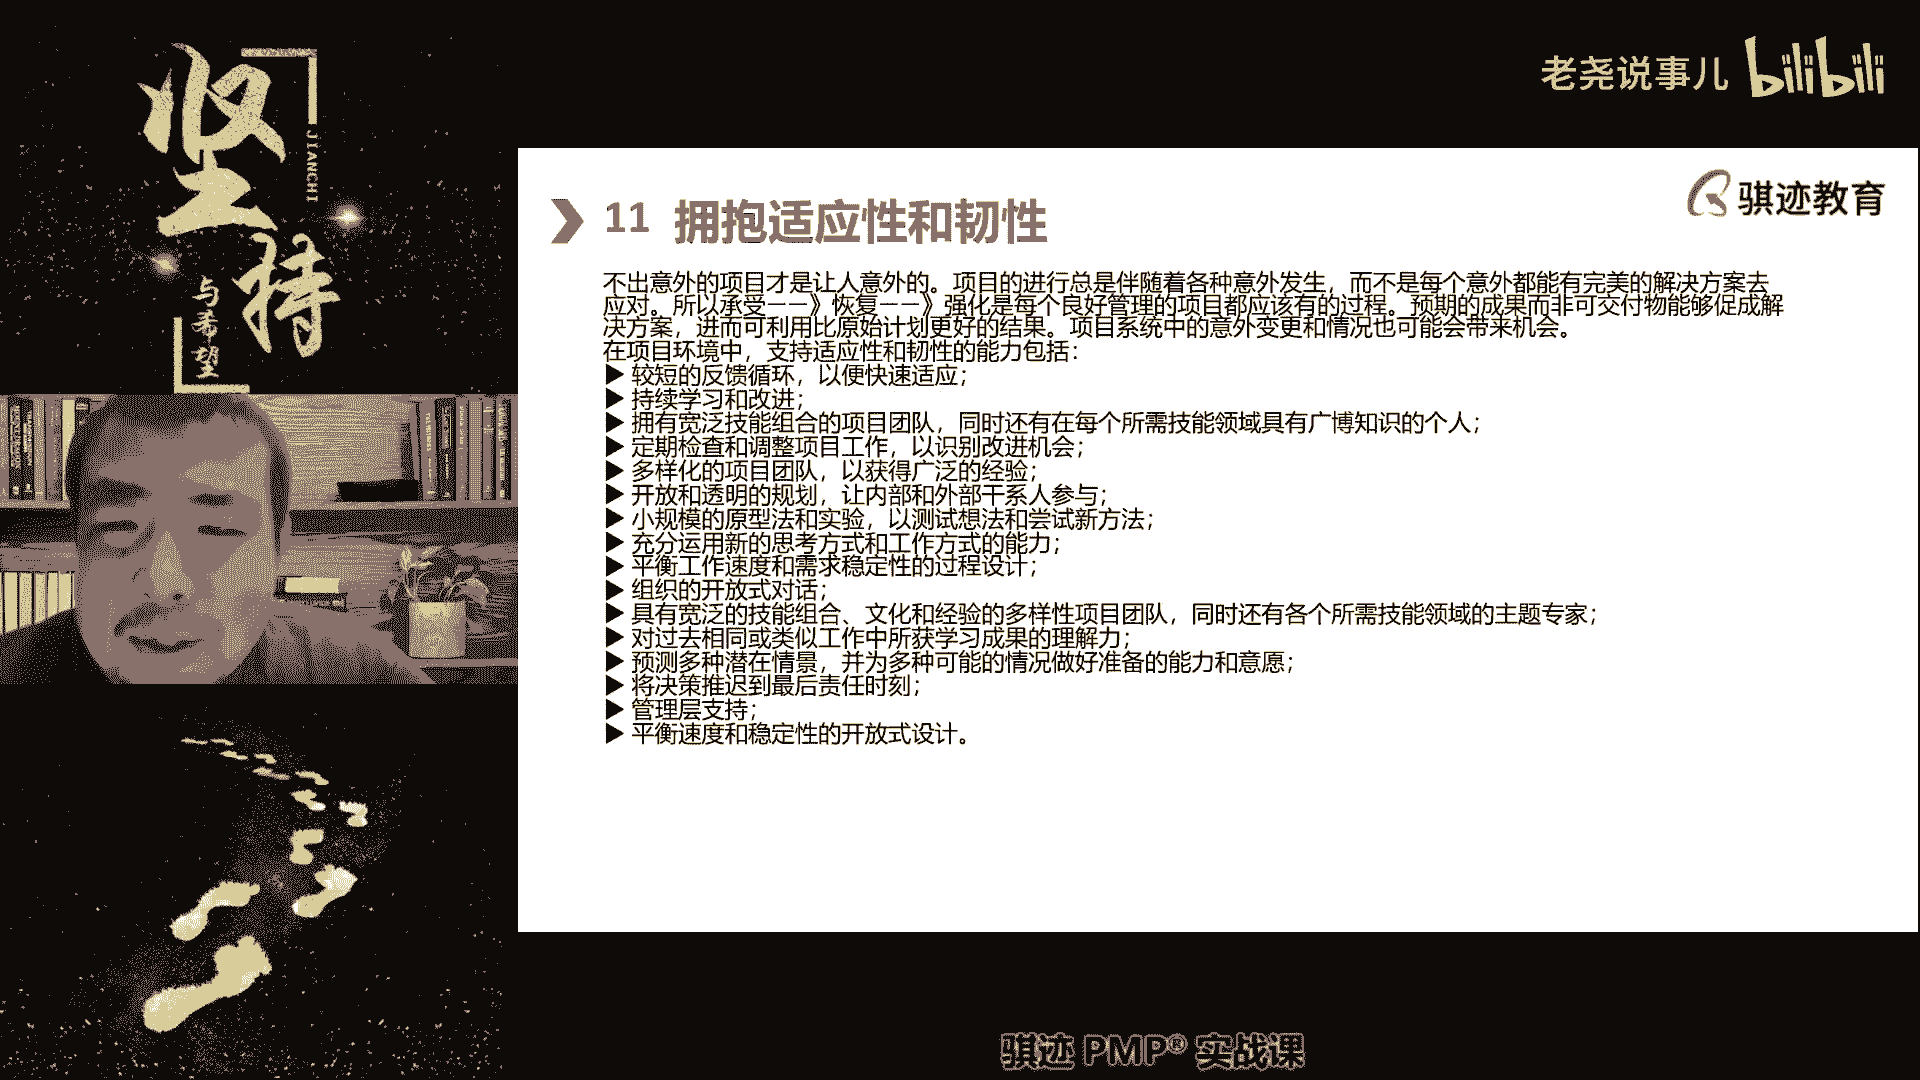 坚持
JIANCHI
与希望
老尧说事儿 bilibili
骐迹教育
11 拥抱适应性和韧性
不出意外的项目才是让人意外的。项目的进行总是伴随着各种意外发生，而不是每个意外都能有完美的解决方案去
应对。所以承受——》恢复——》强化是每个良好管理的项目都应该有的过程。预期的成果而非可交付物能够促成解
决方案，进而可利用比原始计划更好的结果。项目系统中的意外变更和情况也可能会带来机会。
在项目环境中，支持适应性和韧性的能力包括：
▶ 较短的反馈循环，以便快速适应；
▶ 持续学习和改进；
▶ 拥有宽泛技能组合的项目团队，同时还有在每个所需技能领域具有广博知识的个人；
▶ 定期检查和调整项目工作，以识别改进机会；
▶ 多样化的项目团队，以获得广泛的经验；
▶ 开放和透明的规划，让内部和外部干系人参与；
▶ 小规模的原型法和实验，以测试想法和尝试新方法；
▶ 充分运用新的思考方式和工作方式的能力；
▶ 平衡工作速度和需求稳定性的过程设计；
▶ 组织的开放式对话；
▶ 具有宽泛的技能组合、文化和经验的多样性项目团队，同时还有各个所需技能领域的主题专家；
▶ 对过去相同或类似工作中所获学习成果的理解力；
▶ 预测多种潜在情景，并为多种可能的情况做好准备的能力和意愿；
▶ 将决策推迟到最后责任时刻；
▶ 管理层支持；
▶ 平衡速度和稳定性的开放式设计。
骐迹 PMP® 实战课